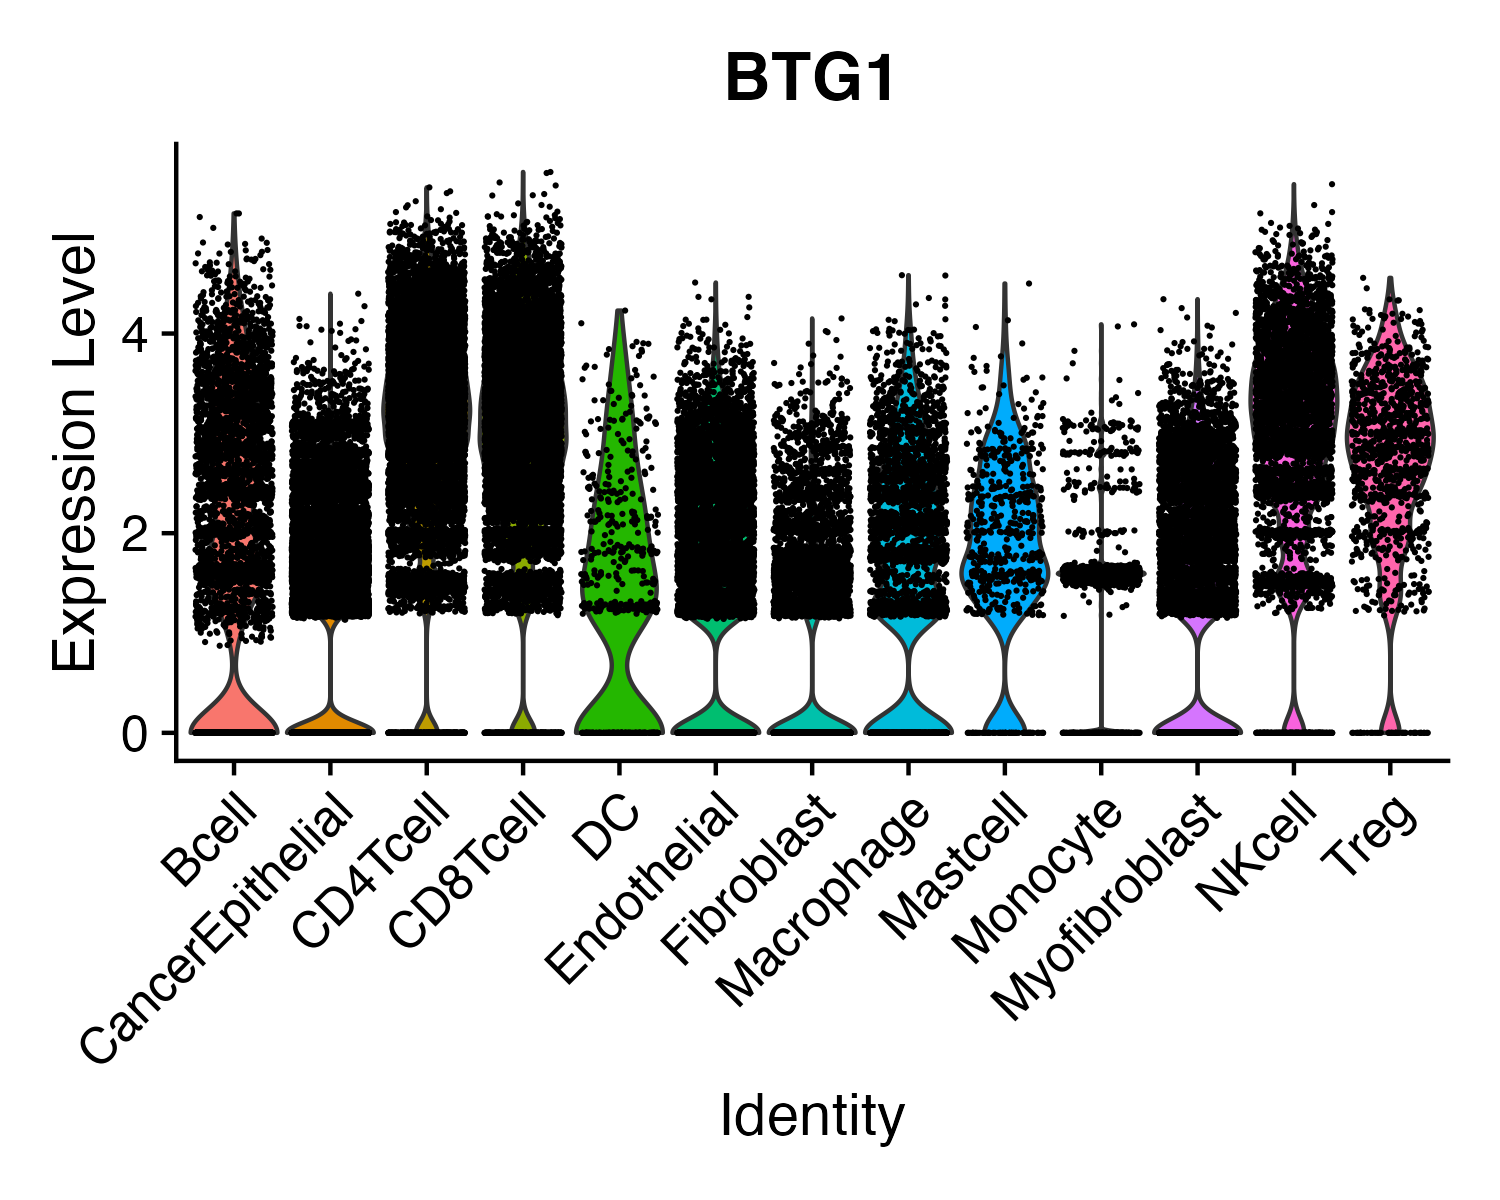 BTG1
Expression Level
4
2
0
Bcell
CancerEpithelial
CD4Tcell
CD8Tcell
DC
Endothelial
Fibroblast
Macrophage
Mastcell
Monocyte
Myofibroblast
NKcell
Treg
Identity